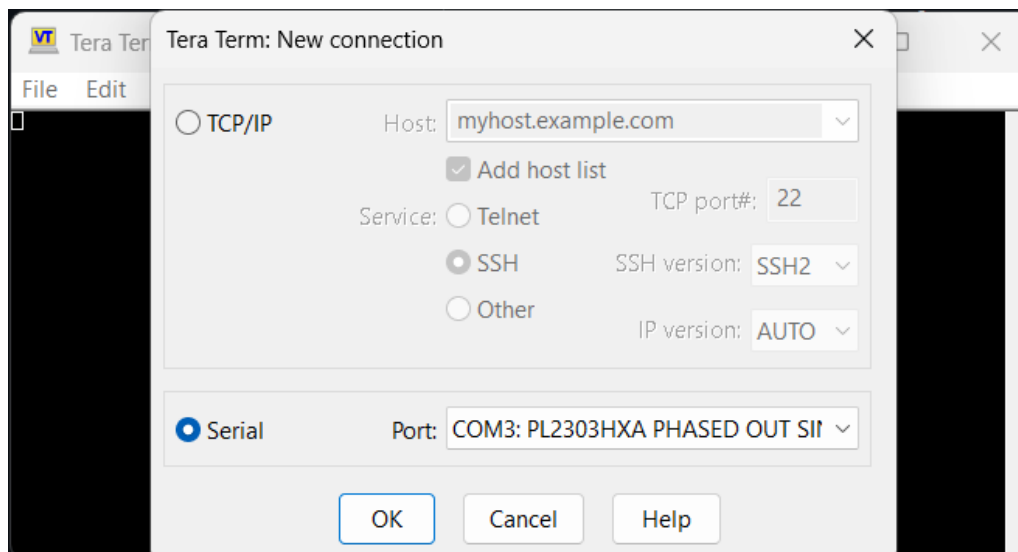 VT Tera Ter
Tera Term: New connection
File Edit
TCP/IP
Host: myhost.example.com
Add host list
Service: Telnet
TCP port#: 22
SSH
SSH version: SSH2
Other
IP version: AUTO
Serial
Port: COM3: PL2303HXA PHASED OUT SIN
OK Cancel Help